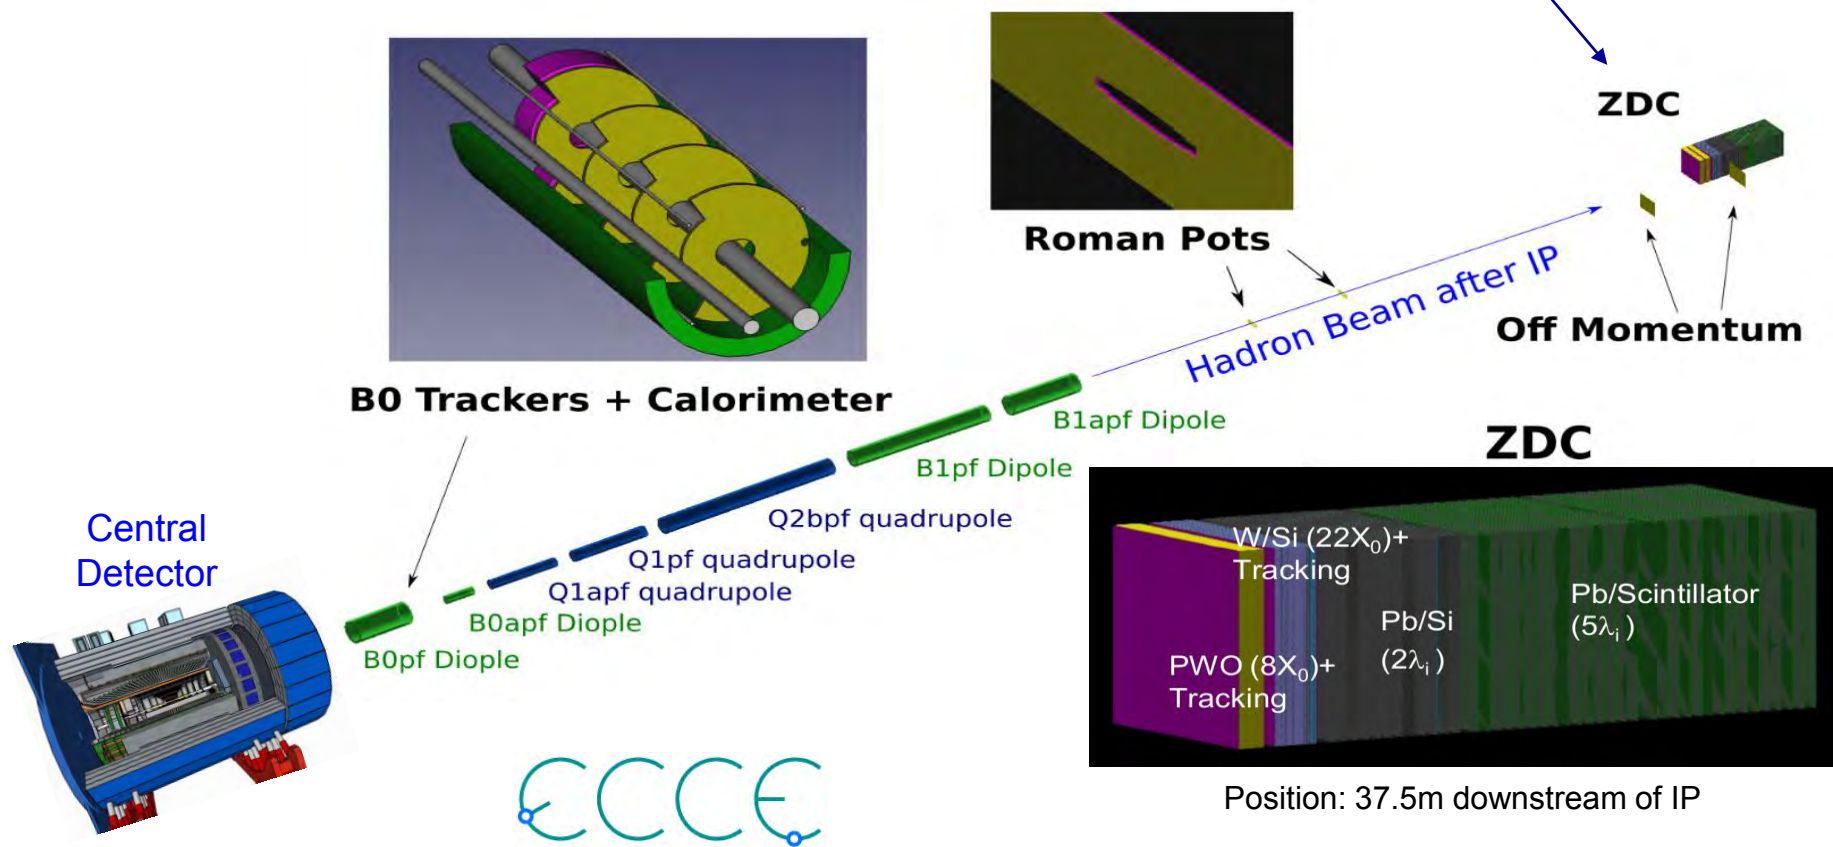 ZDC
Roman Pots
Hadron Beam after IP
Off Momentum
B0 Trackers + Calorimeter
B1apf Dipole
B1pf Dipole
Q2bpf quadrupole
Q1pf quadrupole
Q1apf quadrupole
B0apf Diople
B0pf Diople
Central
Detector
ZDC
W/Si (22X₀)+
Tracking
Pb/Scintillator
(5λᵢ)
Pb/Si
(2λᵢ)
PWO (8X₀)+
Tracking
Position: 37.5m downstream of IP
ECCE